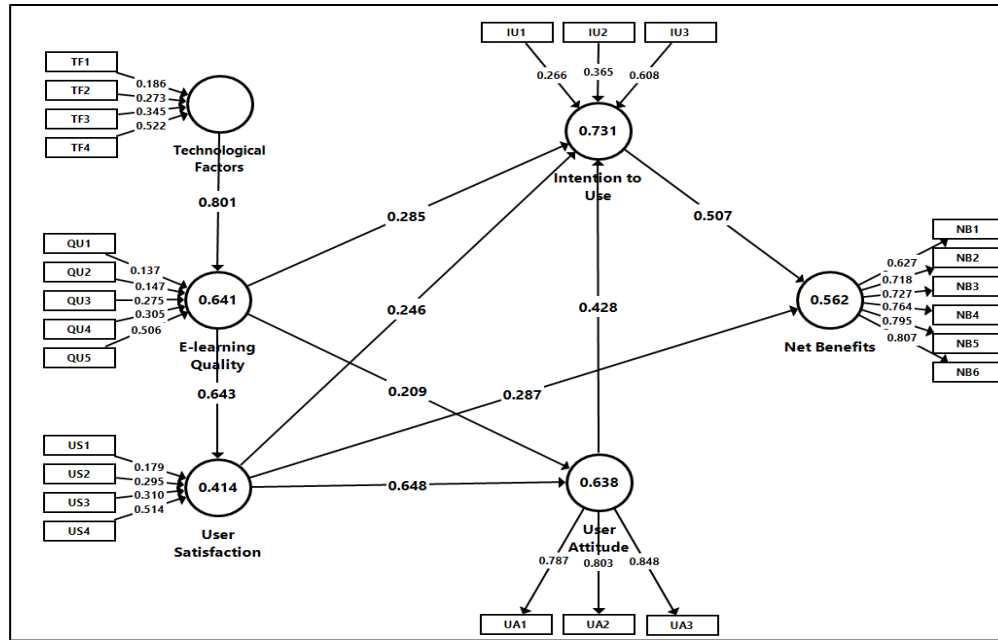 IU1
IU2
IU3
0.266
0.365
0.608
TF1
TF2
TF3
TF4
0.186
0.273
0.345
0.522
Technological
Factors
0.731
Intention to
Use
0.801
0.285
0.507
QU1
QU2
QU3
QU4
QU5
0.137
0.147
0.275
0.305
0.506
0.641
E-learning
Quality
0.246
0.428
0.562
Net Benefits
NB1
NB2
NB3
NB4
NB5
NB6
0.627
0.718
0.727
0.764
0.795
0.807
0.643
0.209
0.287
US1
US2
US3
US4
0.179
0.295
0.310
0.514
0.414
User
Satisfaction
0.648
0.638
User
Attitude
0.787
0.803
0.848
UA1
UA2
UA3